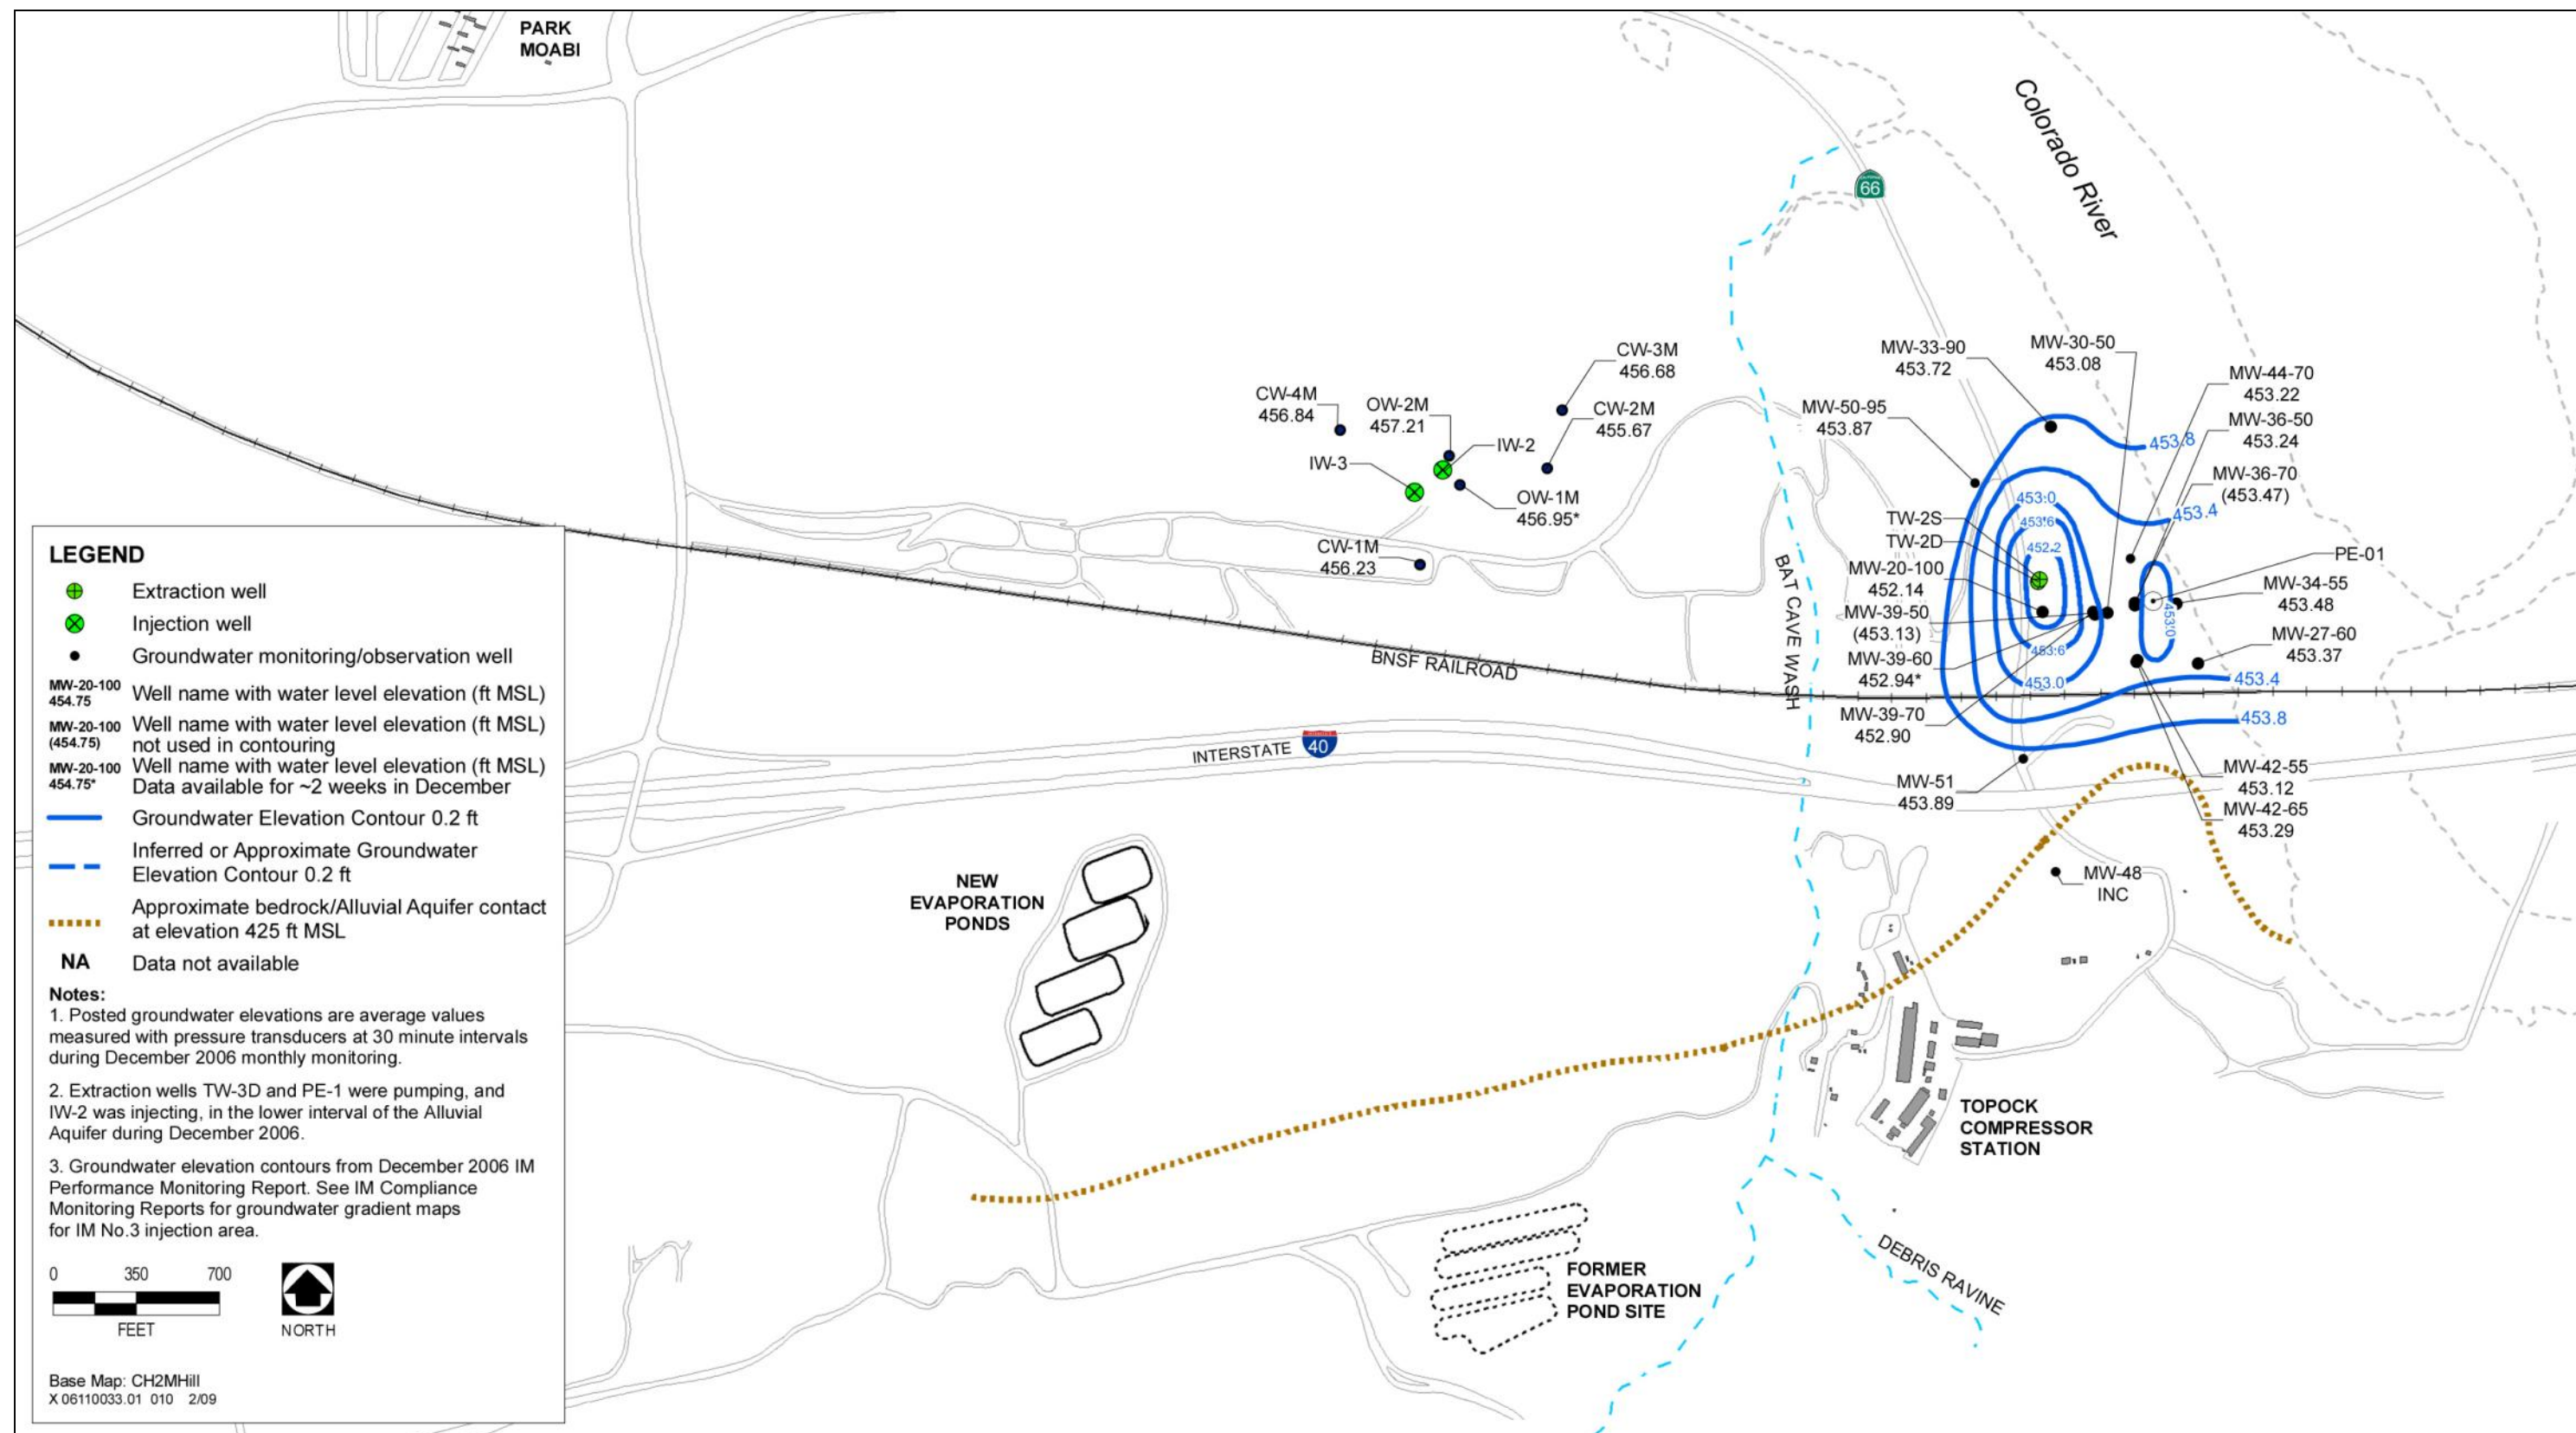 PARK
MOABI
Colorado River
66
CW-3M
456.68
CW-4M
456.84
OW-2M
457.21
CW-2M
455.67
IW-2
IW-3
OW-1M
456.95*
CW-1M
456.23
MW-33-90
453.72
MW-30-50
453.08
MW-44-70
453.22
MW-36-50
453.24
MW-36-70
(453.47)
MW-50-95
453.87
453.8
453.4
453.0
453.6
452.2
TW-2S
TW-2D
PE-01
MW-20-100
452.14
MW-34-55
453.48
MW-39-50
(453.13)
453.0
MW-27-60
453.37
MW-39-60
452.94*
453.6
453.0
453.4
453.8
MW-39-70
452.90
MW-51
453.89
MW-42-55
453.12
MW-42-65
453.29
MW-48
INC
BAT CAVE WASH
BNSF RAILROAD
INTERSTATE 40
NEW
EVAPORATION
PONDS
TOPOCK
COMPRESSOR
STATION
DEBRIS RAVINE
FORMER
EVAPORATION
POND SITE
LEGEND
Extraction well
Injection well
Groundwater monitoring/observation well
MW-20-100
454.75
Well name with water level elevation (ft MSL)
MW-20-100
(454.75)
Well name with water level elevation (ft MSL)
not used in contouring
MW-20-100
454.75*
Well name with water level elevation (ft MSL)
Data available for ~2 weeks in December
Groundwater Elevation Contour 0.2 ft
Inferred or Approximate Groundwater
Elevation Contour 0.2 ft
Approximate bedrock/Alluvial Aquifer contact
at elevation 425 ft MSL
NA Data not available
Notes:
1. Posted groundwater elevations are average values
measured with pressure transducers at 30 minute intervals
during December 2006 monthly monitoring.
2. Extraction wells TW-3D and PE-1 were pumping, and
IW-2 was injecting, in the lower interval of the Alluvial
Aquifer during December 2006.
3. Groundwater elevation contours from December 2006 IM
Performance Monitoring Report. See IM Compliance
Monitoring Reports for groundwater gradient maps
for IM No.3 injection area.
0 350 700
FEET
NORTH
Base Map: CH2MHill
X 06110033.01 010 2/09